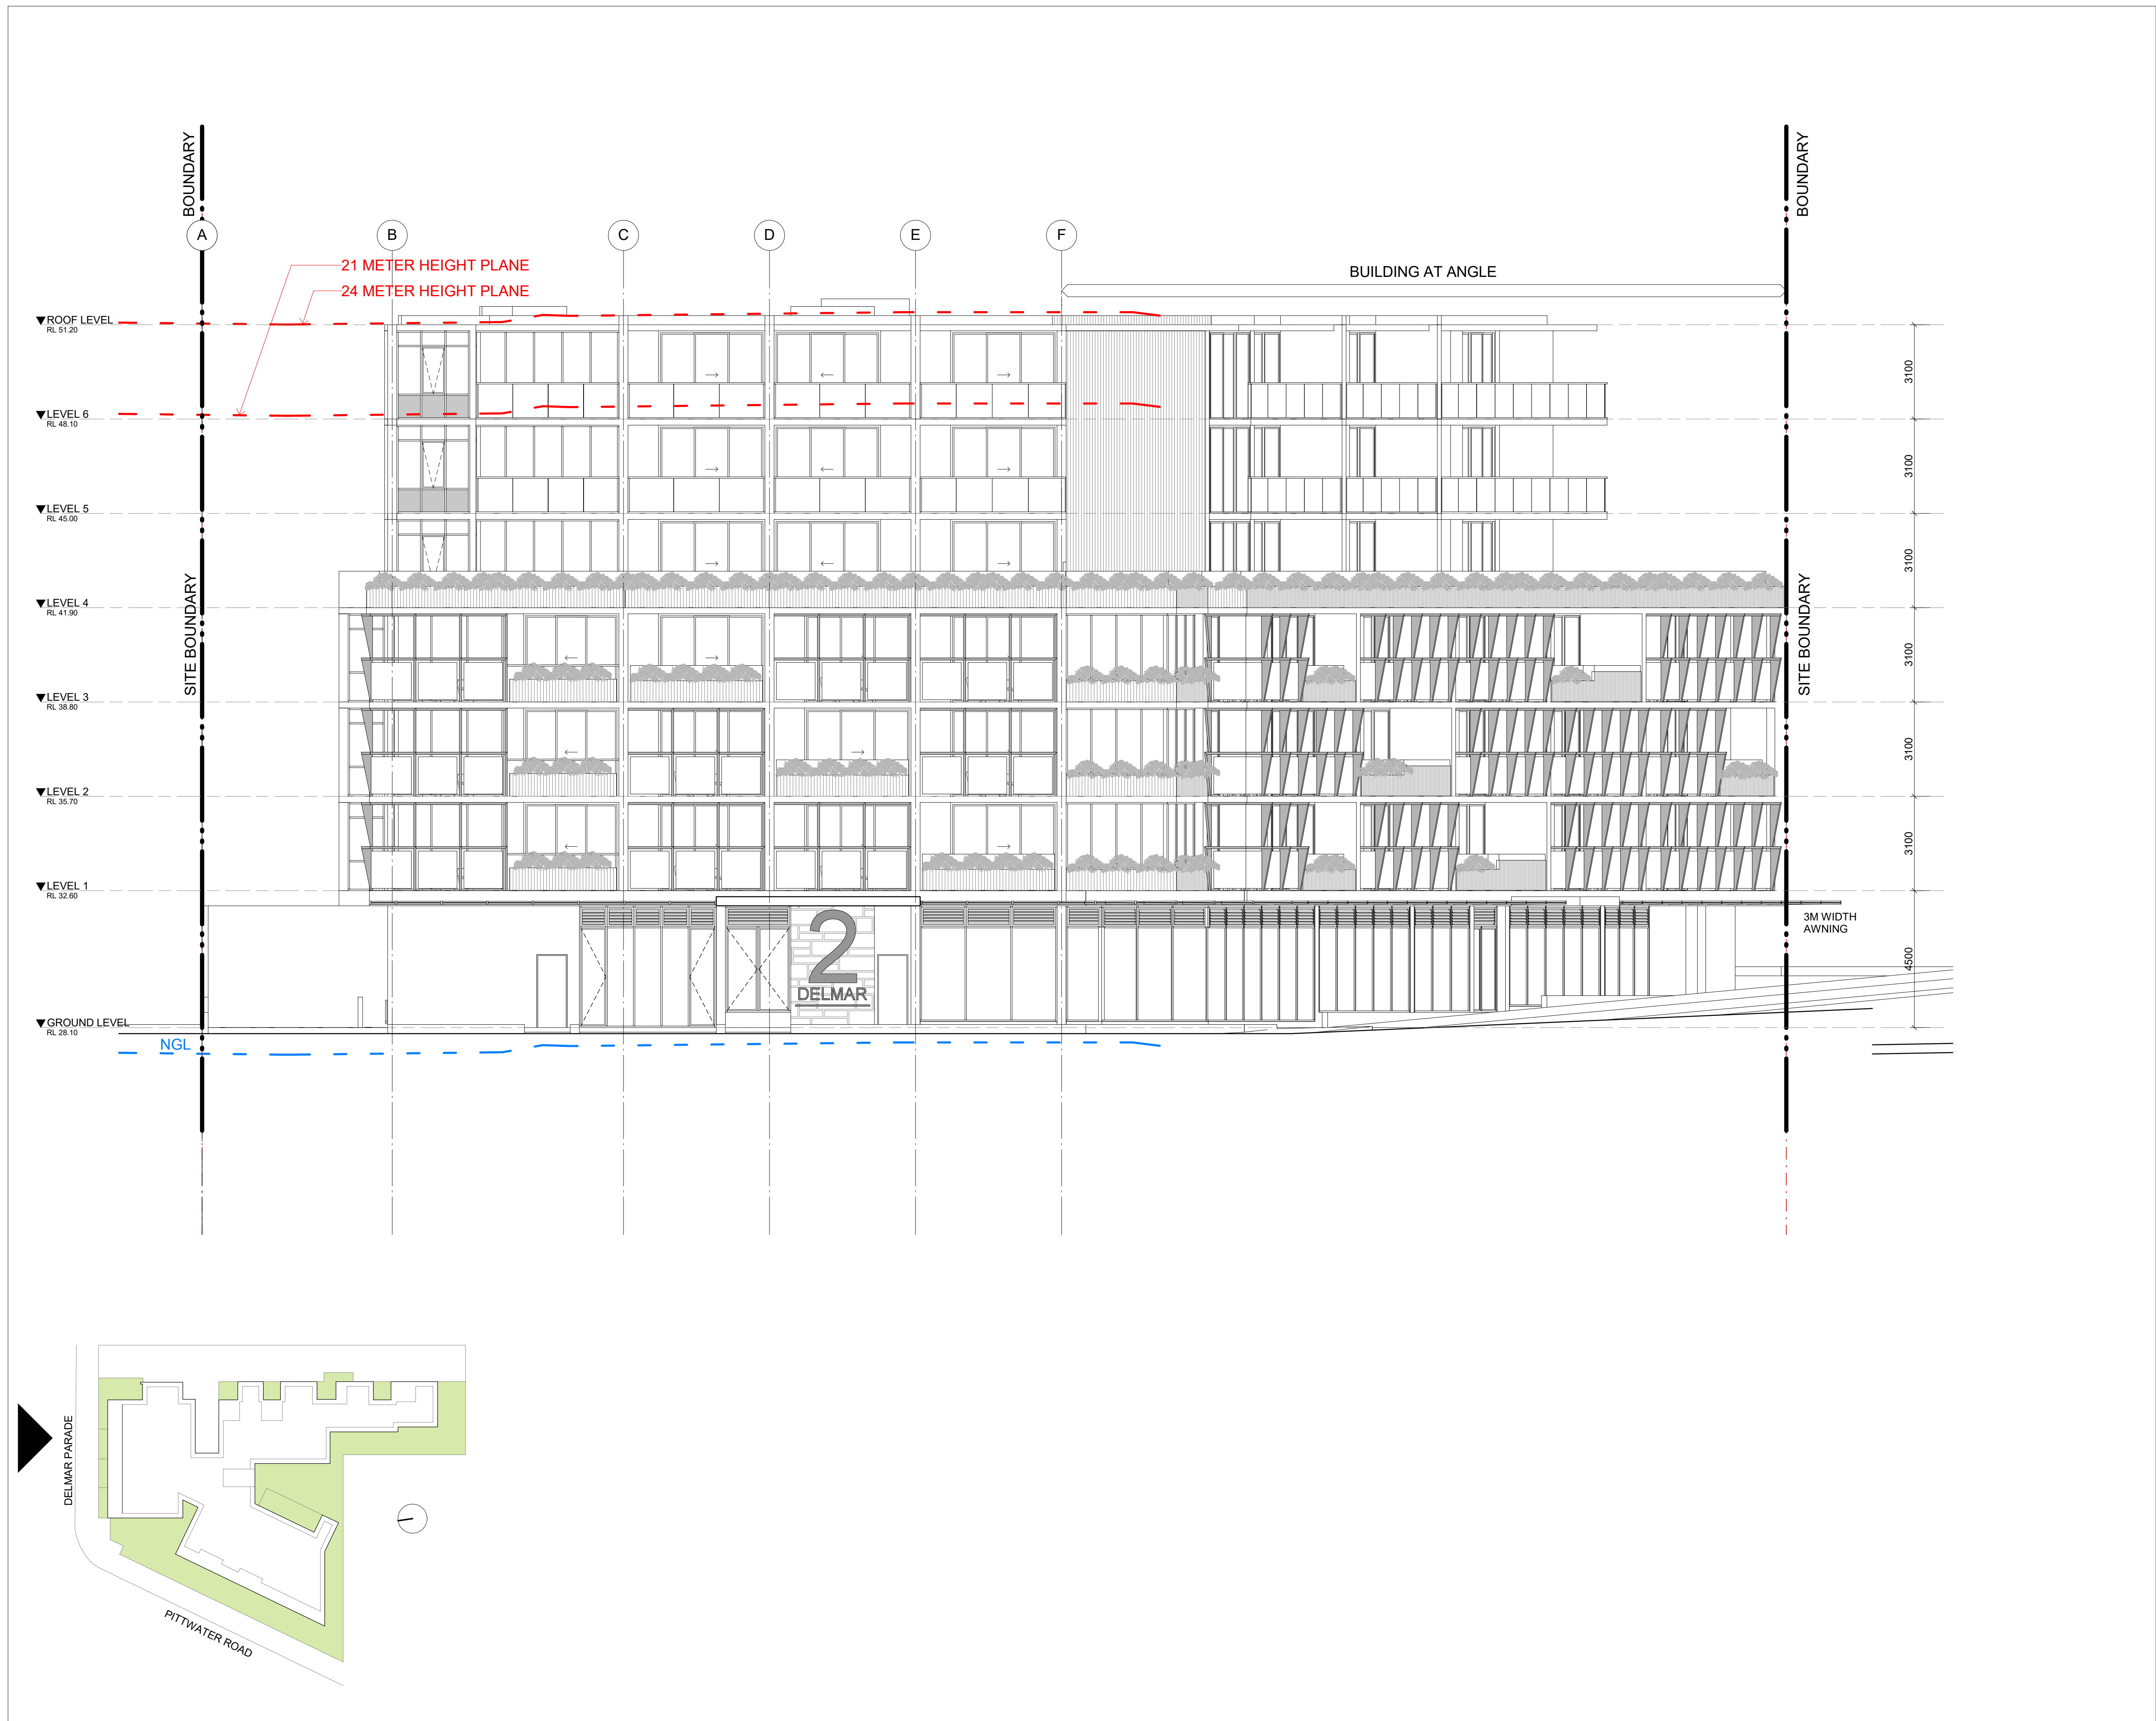 BOUNDARY
BOUNDARY
A
B
C
D
E
F
21 METER HEIGHT PLANE
24 METER HEIGHT PLANE
BUILDING AT ANGLE
ROOF LEVEL
RL 51.20
3100
LEVEL 6
RL 48.10
3100
LEVEL 5
RL 45.00
3100
SITE BOUNDARY
SITE BOUNDARY
LEVEL 4
RL 41.90
3100
LEVEL 3
RL 38.80
3100
LEVEL 2
RL 35.70
3100
LEVEL 1
RL 32.60
3M WIDTH
AWNING
4500
2
DELMAR
GROUND LEVEL
RL 28.10
NGL
DELMAR PARADE
PITTWATER ROAD